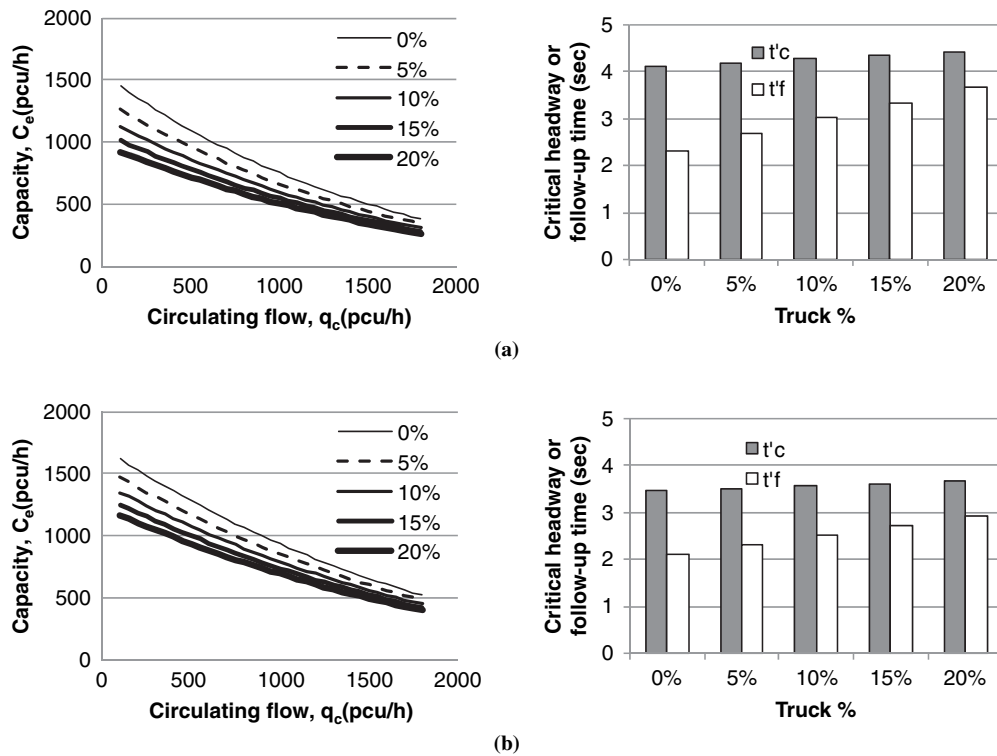 2000
1500
1000
500
0
Capacity, C_e(pcu/h)
0%
5%
10%
15%
20%
0 500 1000 1500 2000
Circulating flow, q_c(pcu/h)
5
4
3
2
1
0
Critical headway or
follow-up time (sec)
t'c
t'f
0% 5% 10% 15% 20%
Truck %
(a)
2000
1500
1000
500
0
Capacity, C_e(pcu/h)
0%
5%
10%
15%
20%
0 500 1000 1500 2000
Circulating flow, q_c(pcu/h)
5
4
3
2
1
0
Critical headway or
follow-up time (sec)
t'c
t'f
0% 5% 10% 15% 20%
Truck %
(b)